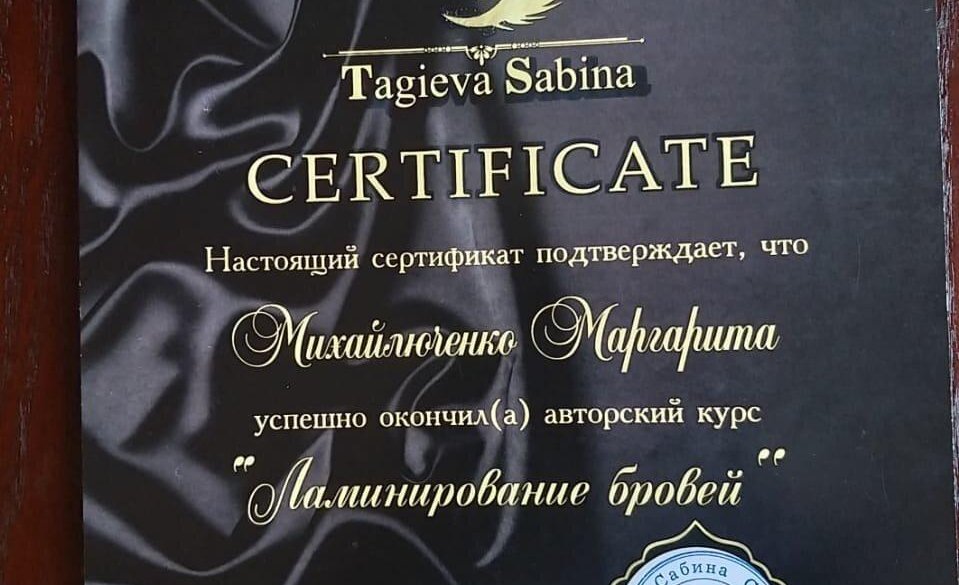 Tagieva Sabina
CERTIFICATE
Настоящий сертификат подтверждает, что
Михайлюченко Маргарита
успешно окончил(а) авторский курс
"Ламинирование бровей"
Сабина